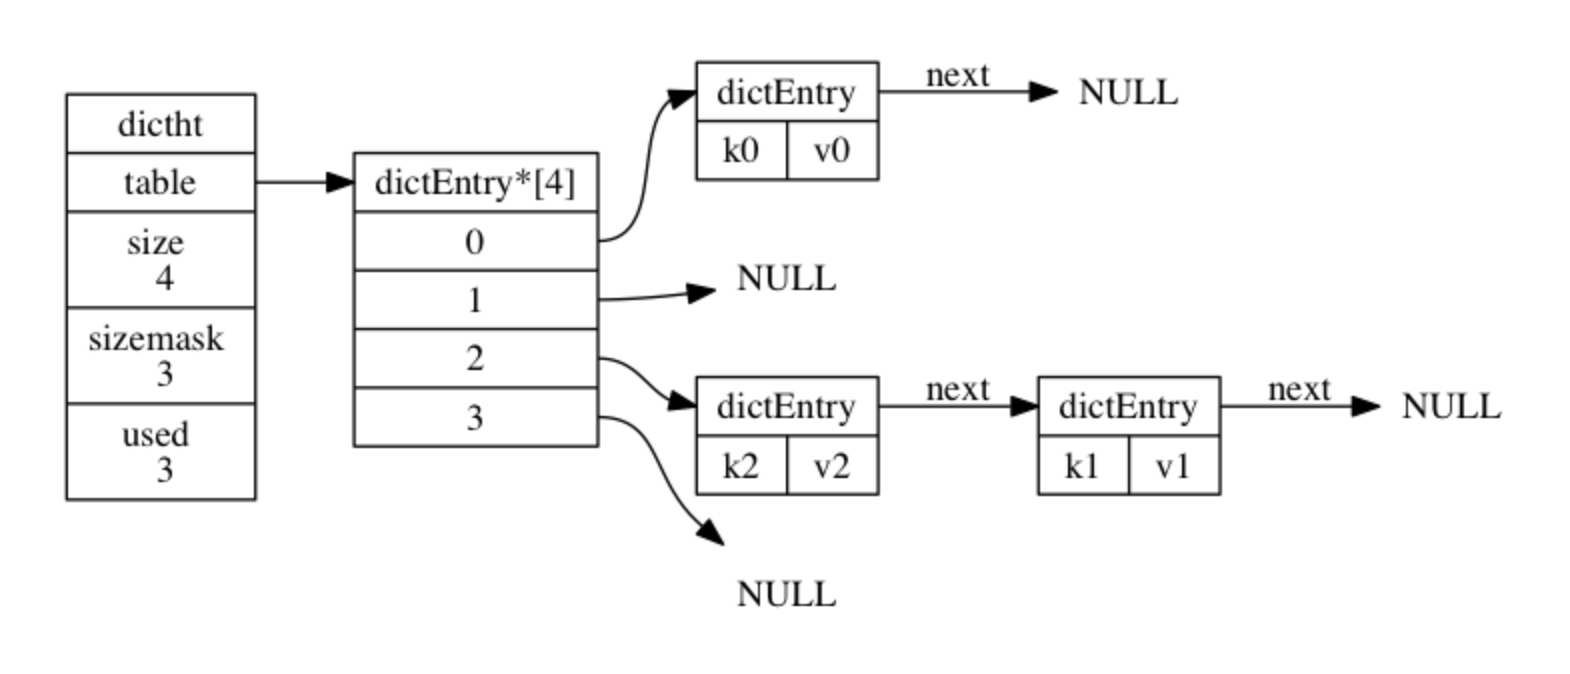 dictht
table
size
4
sizemask
3
used
3
dictEntry*[4]
0
1
2
3
dictEntry
k0 v0
next
NULL
NULL
dictEntry
k2 v2
next
dictEntry
k1 v1
next
NULL
NULL